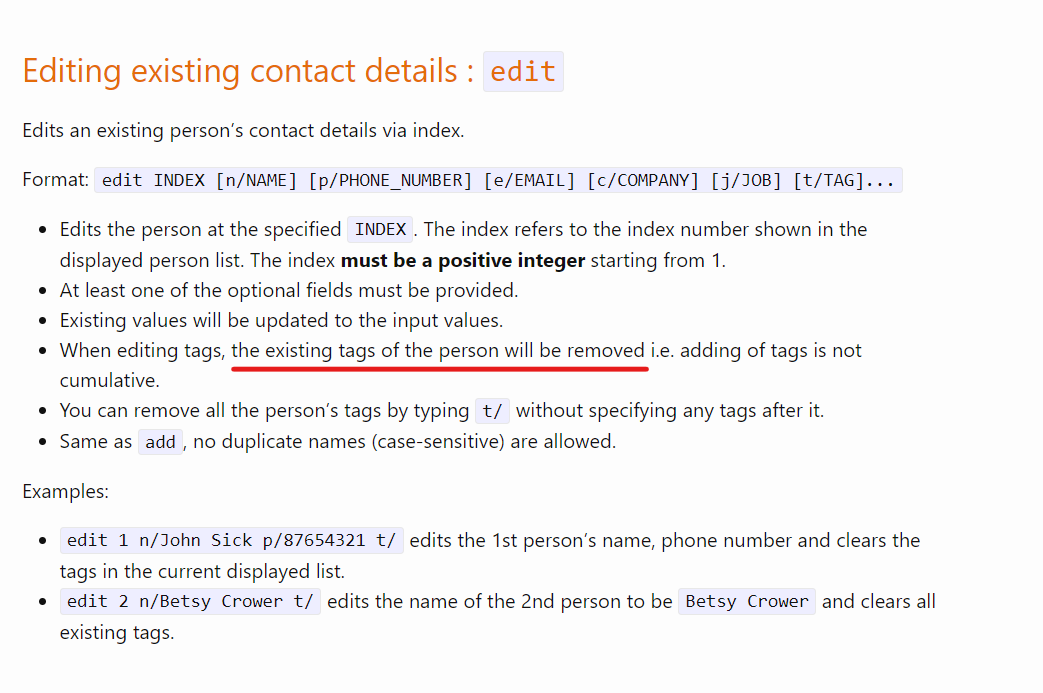 Editing existing contact details : edit
Edits an existing person’s contact details via index.
Format: edit INDEX [n/NAME] [p/PHONE_NUMBER] [e/EMAIL] [c/COMPANY] [j/JOB] [t/TAG]...
• Edits the person at the specified INDEX. The index refers to the index number shown in the
displayed person list. The index must be a positive integer starting from 1.
• At least one of the optional fields must be provided.
• Existing values will be updated to the input values.
• When editing tags, the existing tags of the person will be removed i.e. adding of tags is not
cumulative.
• You can remove all the person’s tags by typing t/ without specifying any tags after it.
• Same as add, no duplicate names (case-sensitive) are allowed.
Examples:
• edit 1 n/John Sick p/87654321 t/ edits the 1st person’s name, phone number and clears the
tags in the current displayed list.
• edit 2 n/Betsy Crower t/ edits the name of the 2nd person to be Betsy Crower and clears all
existing tags.